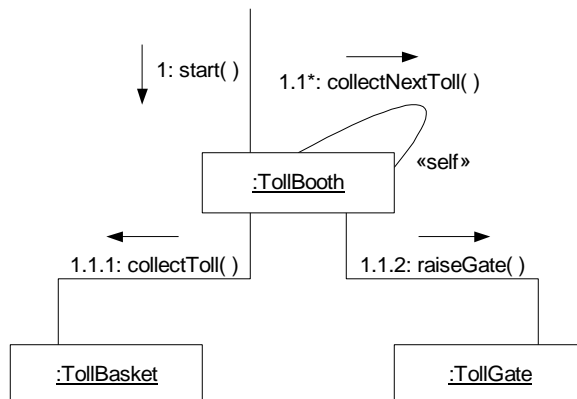 1: start( )
1.1*: collectNextToll( )
«self»
:TollBooth
1.1.1: collectToll( )
1.1.2: raiseGate( )
:TollBasket
:TollGate